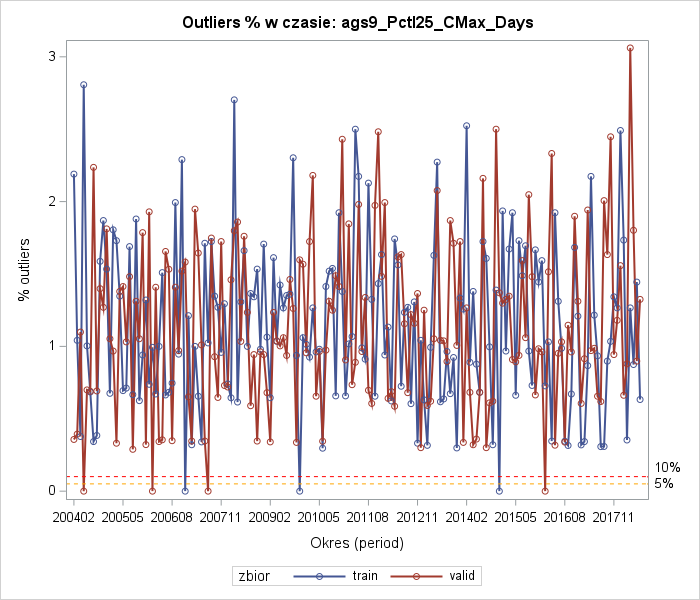 Outliers % w czasie: ags9_Pctl25_CMax_Days
% outliers
3
2
1
0
10%
5%
200402 200505 200608 200711 200902 201005 201108 201211 201402 201505 201608 201711
Okres (period)
zbior train valid